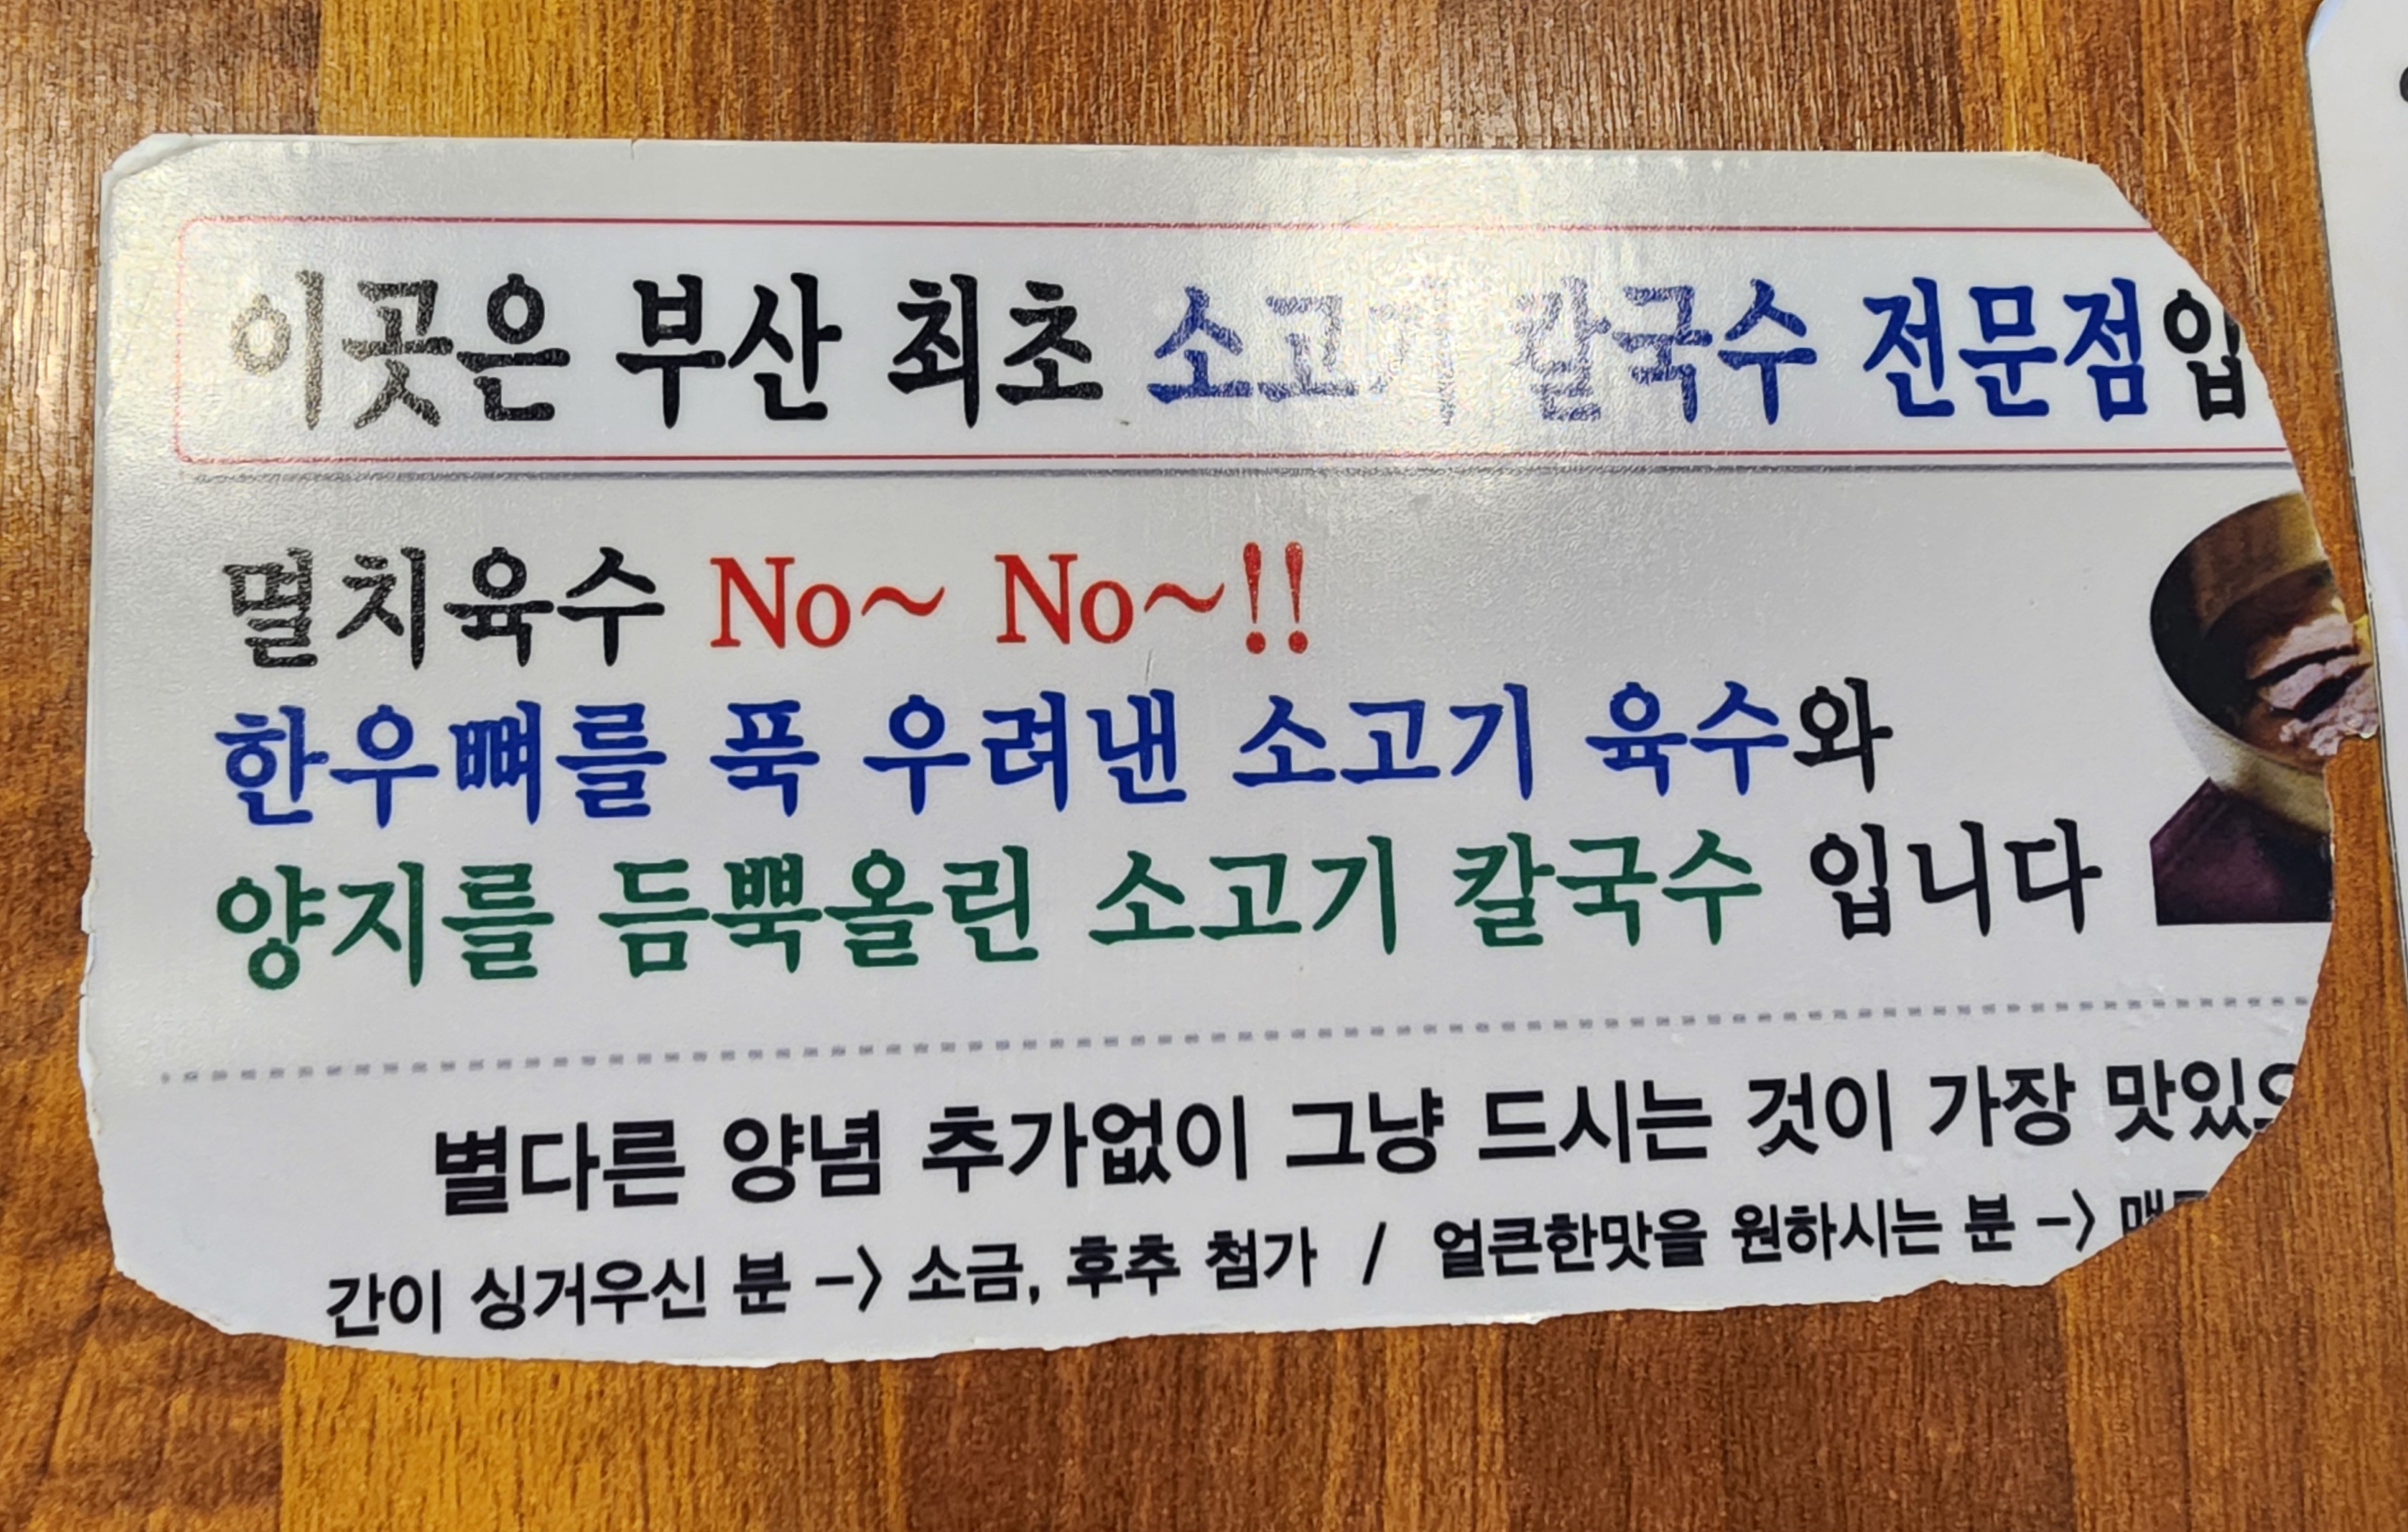 이곳은 부산 최초 소고기 칼국수 전문점입
멸치육수 No~ No~!!
한우뼈를 푹 우려낸 소고기 육수와
양지를 듬뿍올린 소고기 칼국수 입니다
별다른 양념 추가없이 그냥 드시는 것이 가장
간이 싱거우신 분 -> 소금, 후추 첨가 / 얼큰한맛을 원하시는 분 ->